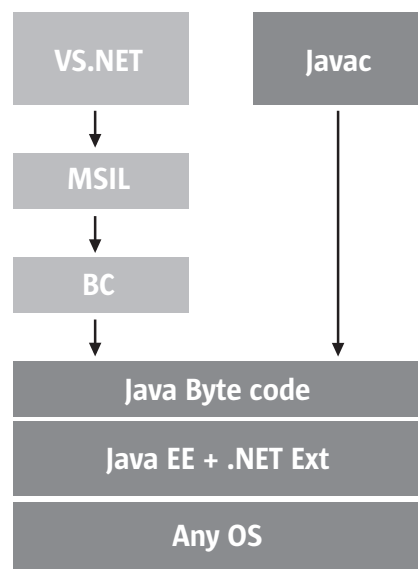 VS.NET
Javac
MSIL
BC
Java Byte code
Java EE + .NET Ext
Any OS